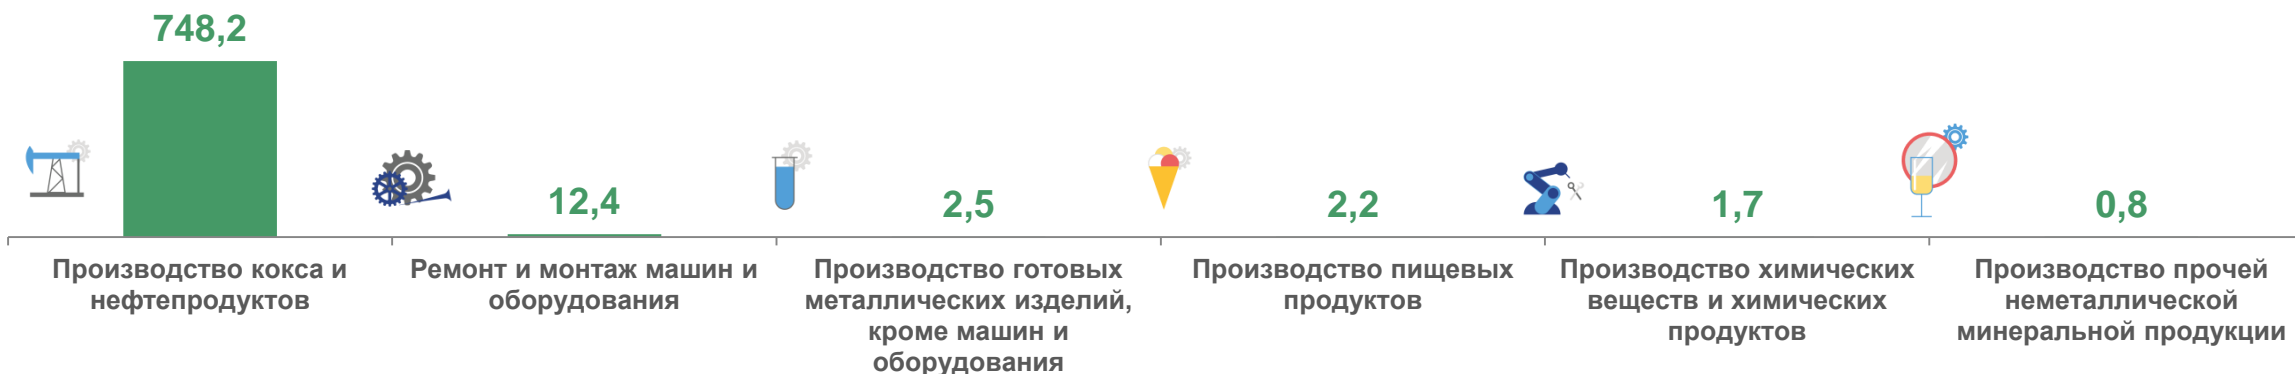 748,2
12,4
2,5
2,2
1,7
0,8
Производство кокса и
нефтепродуктов
Ремонт и монтаж машин и
оборудования
Производство готовых
металлических изделий,
кроме машин и
оборудования
Производство пищевых
продуктов
Производство химических
веществ и химических
продуктов
Производство прочей
неметаллической
минеральной продукции